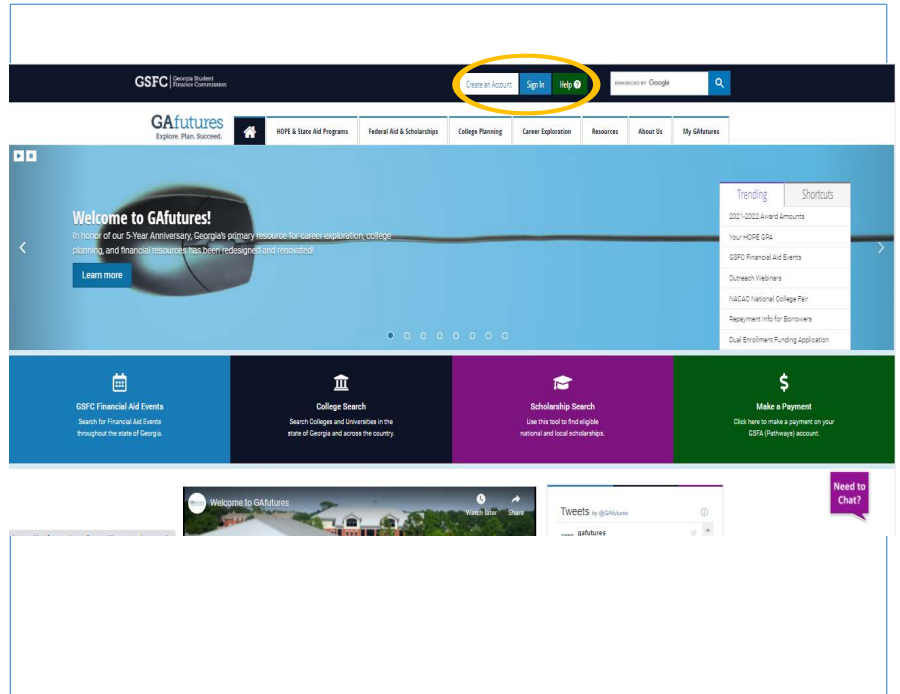 GSFC Georgia Student
Finance Commission
Create an Account Sign In Help
ENHANCED BY Google
GAfutures
Explore. Plan. Succeed.
HOPE & State Aid Programs Federal Aid & Scholarships College Planning Career Exploration Resources About Us My GAfutures
Welcome to GAfutures!
In honor of our 5-Year Anniversary, Georgia's primary resource for career exploration, college
planning, and financial resources has been redesigned and renovated!
Learn more
Trending Shortcuts
2021-2022 Award Amounts
Your HOPE GPA
GSFC Financial Aid Events
Outreach Webinars
NACAC National College Fair
Repayment Info for Borrowers
Dual Enrollment Funding Application
GSFC Financial Aid Events
Search for Financial Aid Events
throughout the state of Georgia.
College Search
Search Colleges and Universities in the
state of Georgia and across the country.
Scholarship Search
Use this tool to find eligible
national and local scholarships.
$
Make a Payment
Click here to make a payment on your
GSFA (Pathways) account.
Need to
Chat?
Welcome to GAfutures
Watch later Share
Tweets by @GAfutures
gafutures